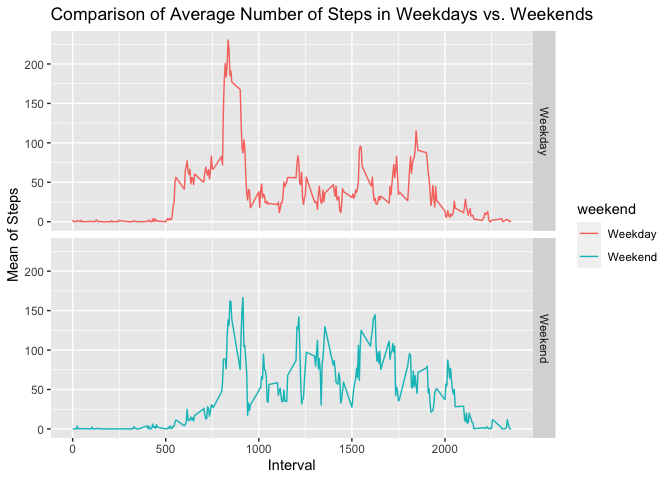 Comparison of Average Number of Steps in Weekdays vs. Weekends
Mean of Steps
200
150
100
50
0
Weekday
200
150
100
50
0
Weekend
0
500
1000
1500
2000
Interval
weekend
Weekday
Weekend